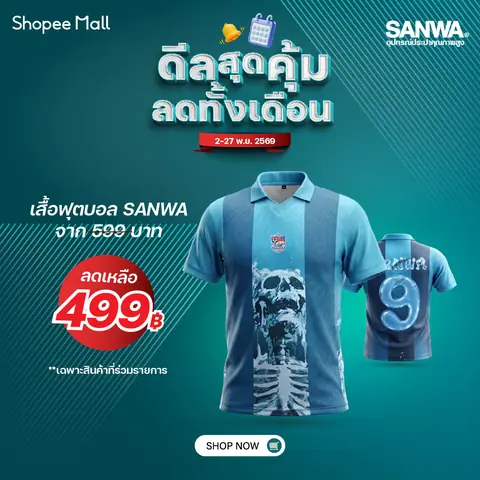 Shopee Mall
SANWA®
อุปกรณ์ประปาคุณภาพสูง
ดีลสุดคุ้ม
ลดทั้งเดือน
2-27 พ.ย. 2569
เสื้อฟุตบอล SANWA
จาก 599 บาท
ลดเหลือ
499฿
**เฉพาะสินค้าที่ร่วมรายการ
SANWA
9
SHOP NOW